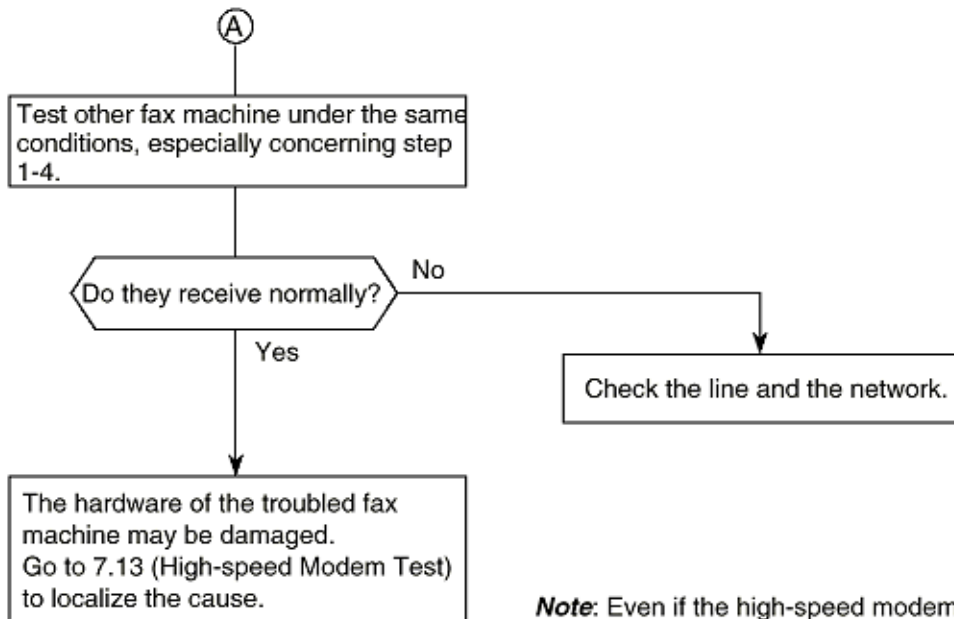 A
Test other fax machine under the same
conditions, especially concerning step
1-4.
Do they receive normally?
No
Yes
Check the line and the network.
The hardware of the troubled fax
machine may be damaged.
Go to 7.13 (High-speed Modem Test)
to localize the cause.
Note: Even if the high-speed modem